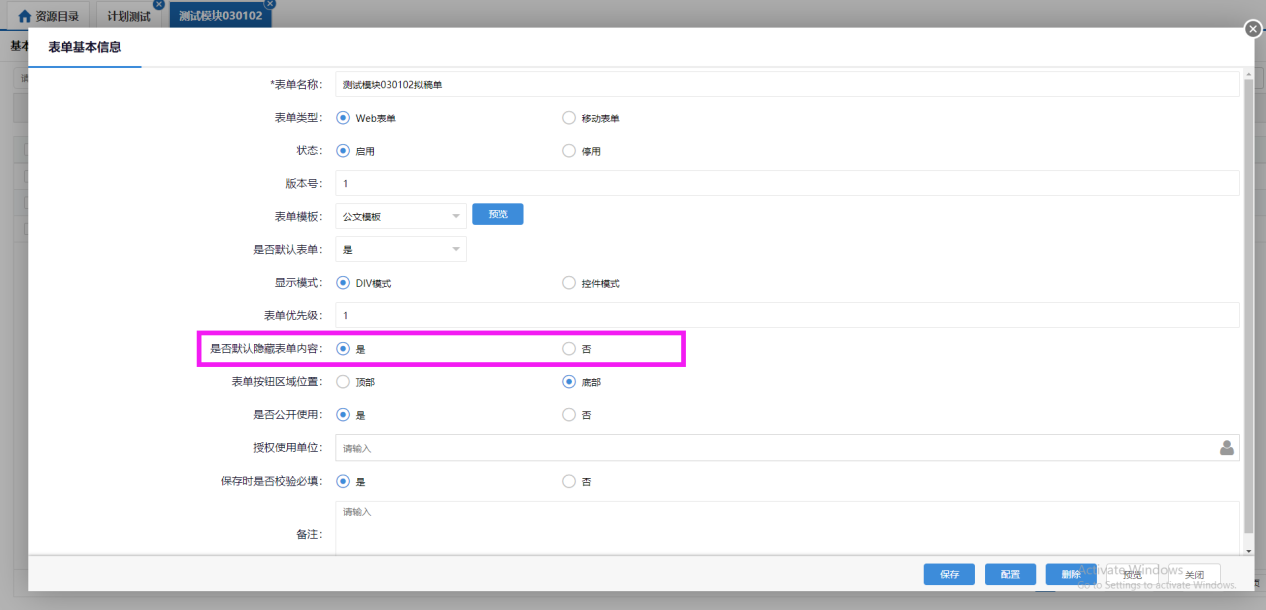 资源目录 计划测试 测试模块030102
基本
表单基本信息
*表单名称： 测试模块030102拟稿单
表单类型： Web表单 移动表单
状态： 启用 停用
版本号： 1
表单模板： 公文模板 预览
是否默认表单： 是
显示模式： DIV模式 控件模式
表单优先级： 1
是否默认隐藏表单内容： 是 否
表单按钮区域位置： 顶部 底部
是否公开使用： 是 否
授权使用单位： 请输入
保存时是否校验必填： 是 否
备注： 请输入
保存 配置 删除 预览 关闭
Activate Windows
Go to Settings to activate Windows.